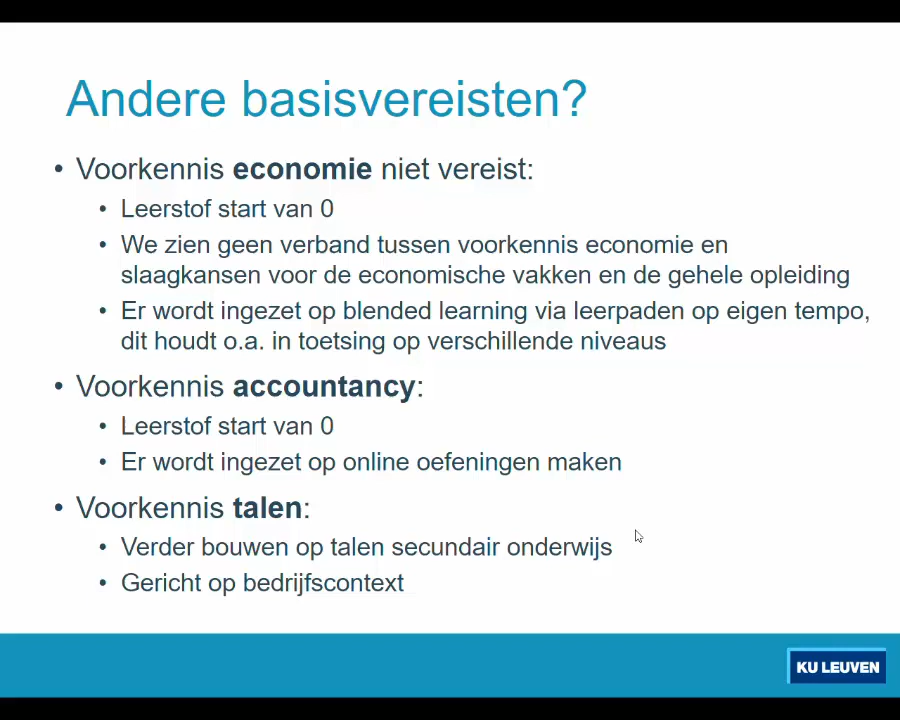 Andere basisvereisten?
• Voorkennis economie niet vereist:
• Leerstof start van 0
• We zien geen verband tussen voorkennis economie en
slaagkansen voor de economische vakken en de gehele opleiding
• Er wordt ingezet op blended learning via leerpaden op eigen tempo,
dit houdt o.a. in toetsing op verschillende niveaus
• Voorkennis accountancy:
• Leerstof start van 0
• Er wordt ingezet op online oefeningen maken
• Voorkennis talen:
• Verder bouwen op talen secundair onderwijs
• Gericht op bedrijfscontext
KU LEUVEN